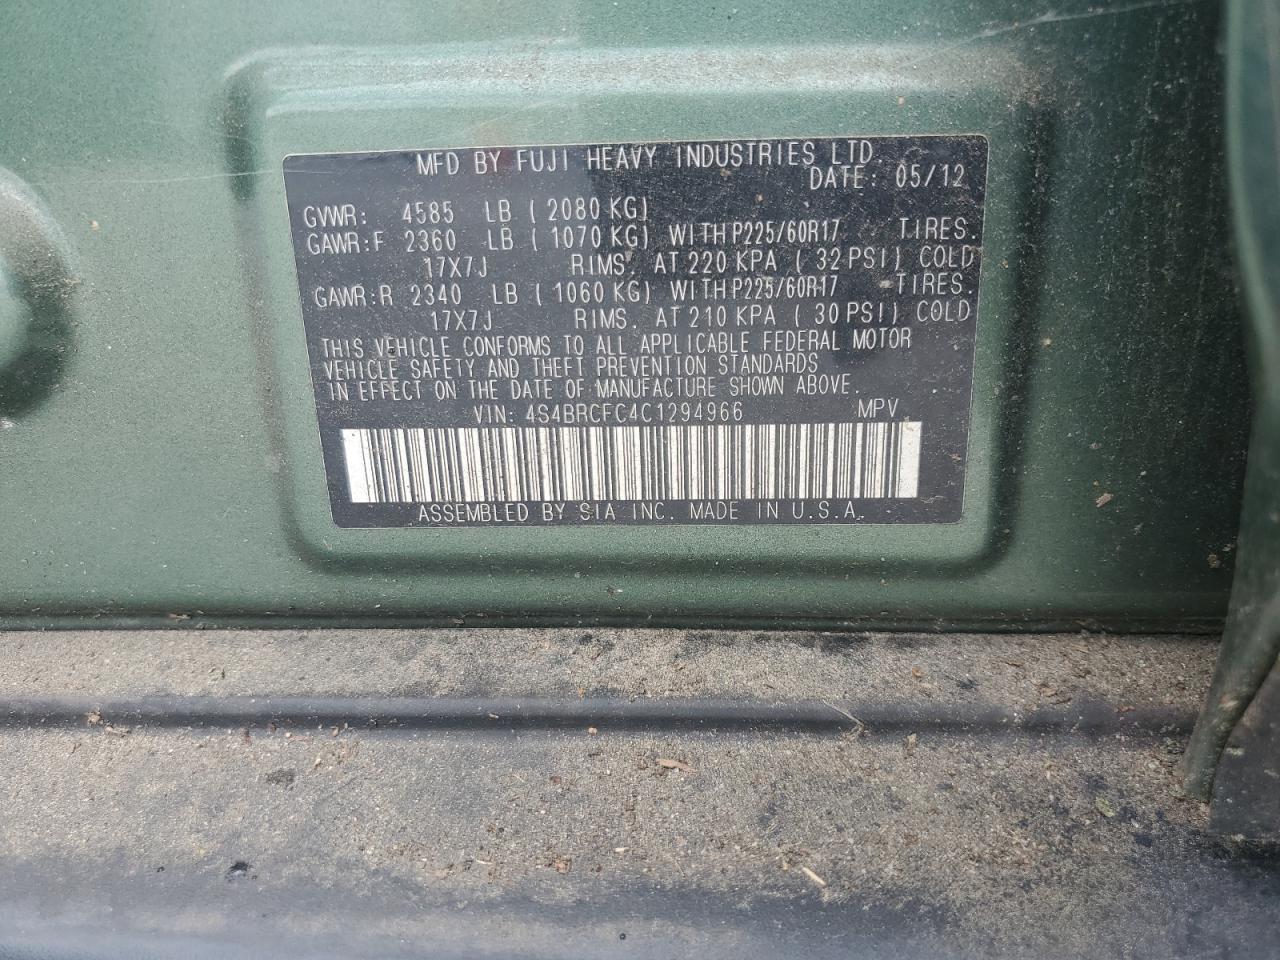 MFD BY FUJI HEAVY INDUSTRIES LTD
DATE: 05/12
GVWR: 4585 LB ( 2080 KG)
GAWR:F 2360 LB ( 1070 KG) WITH P225/60R17 TIRES.
17X7J RIMS. AT 220 KPA ( 32 PSI) COLD
GAWR:R 2340 LB ( 1060 KG) WITH P225/60R17 TIRES.
17X7J RIMS. AT 210 KPA ( 30 PSI) COLD
THIS VEHICLE CONFORMS TO ALL APPLICABLE FEDERAL MOTOR
VEHICLE SAFETY AND THEFT PREVENTION STANDARDS
IN EFFECT ON THE DATE OF MANUFACTURE SHOWN ABOVE.
VIN: 4S4BRCFC4C1294966 MPV
ASSEMBLED BY SIA INC. MADE IN U.S.A.